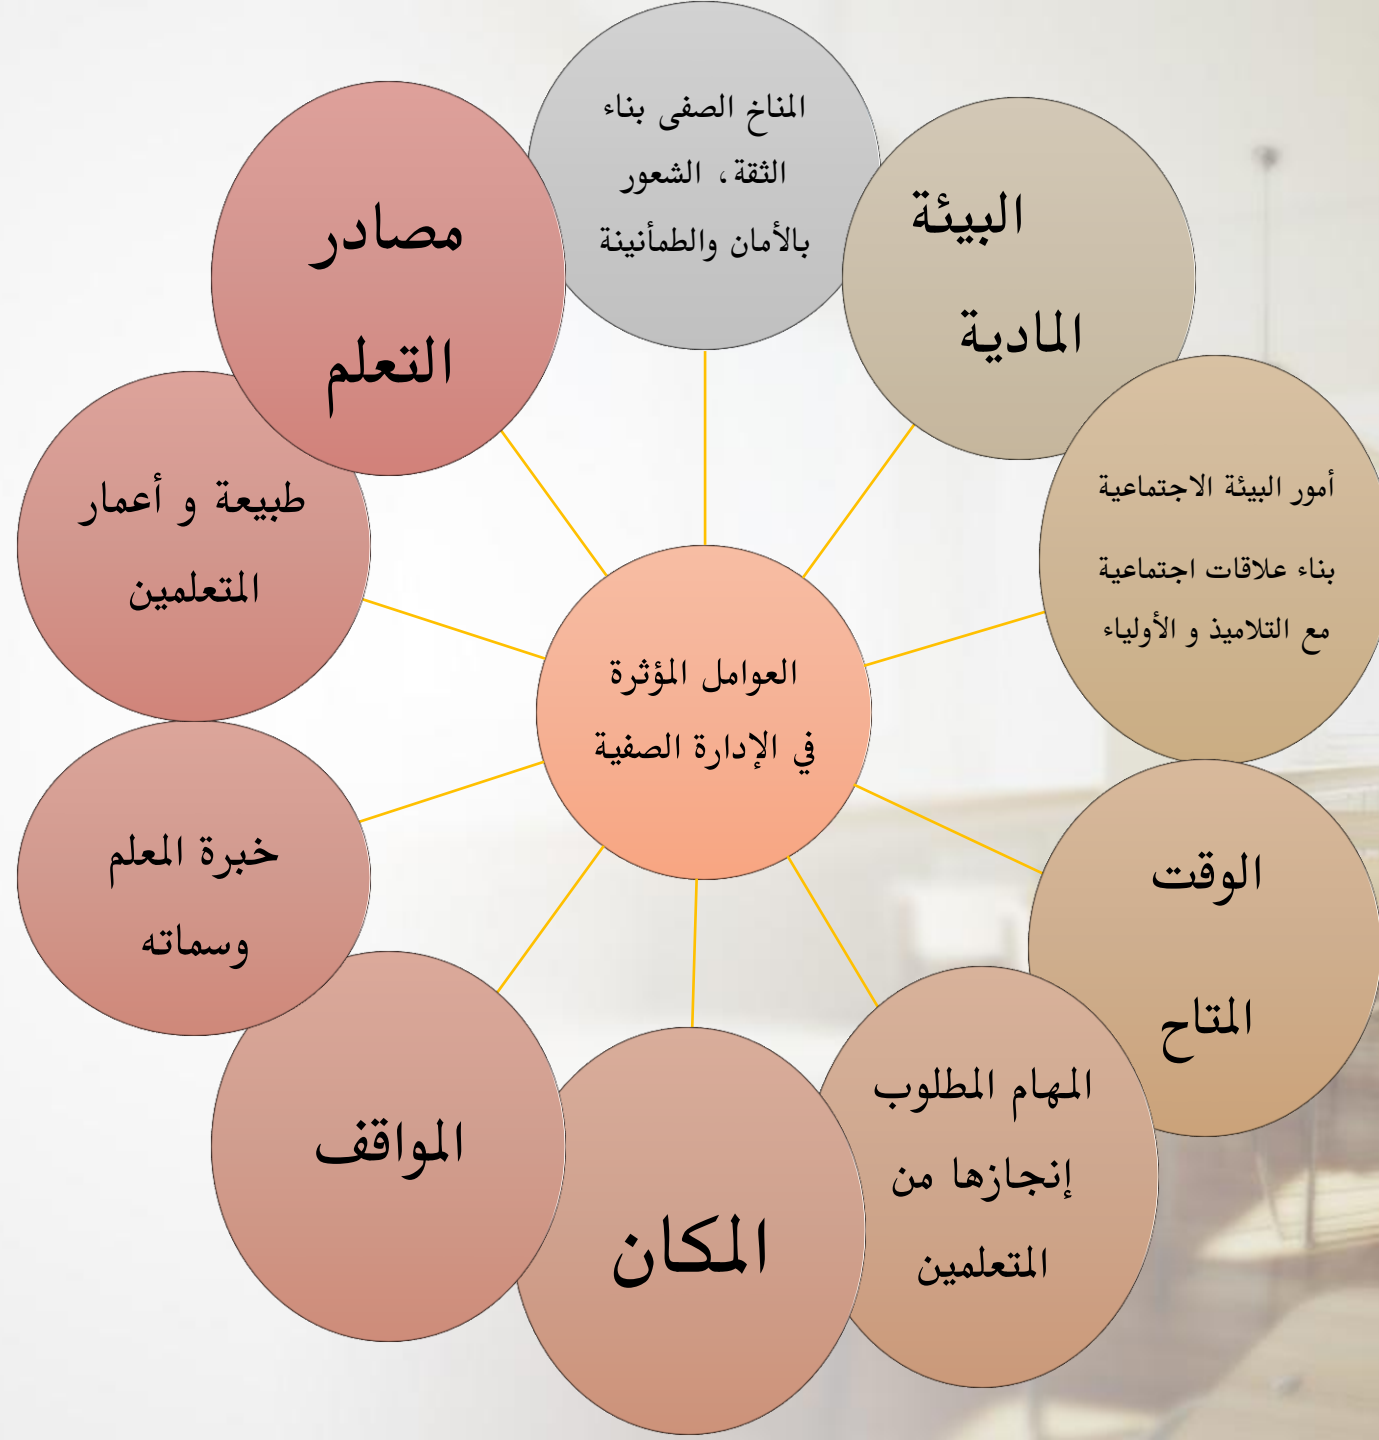 العوامل المؤثرة
في الإدارة الصفية
المناخ الصفى بناء
الثقة، الشعور
بالأمان والطمأنينة
البيئة
المادية
أمور البيئة الاجتماعية
بناء علاقات اجتماعية
مع التلاميذ و الأولياء
الوقت
المتاح
المهام المطلوب
إنجازها من
المتعلمين
المكان
المواقف
خبرة المعلم
وسماته
طبيعة و أعمار
المتعلمين
مصادر
التعلم